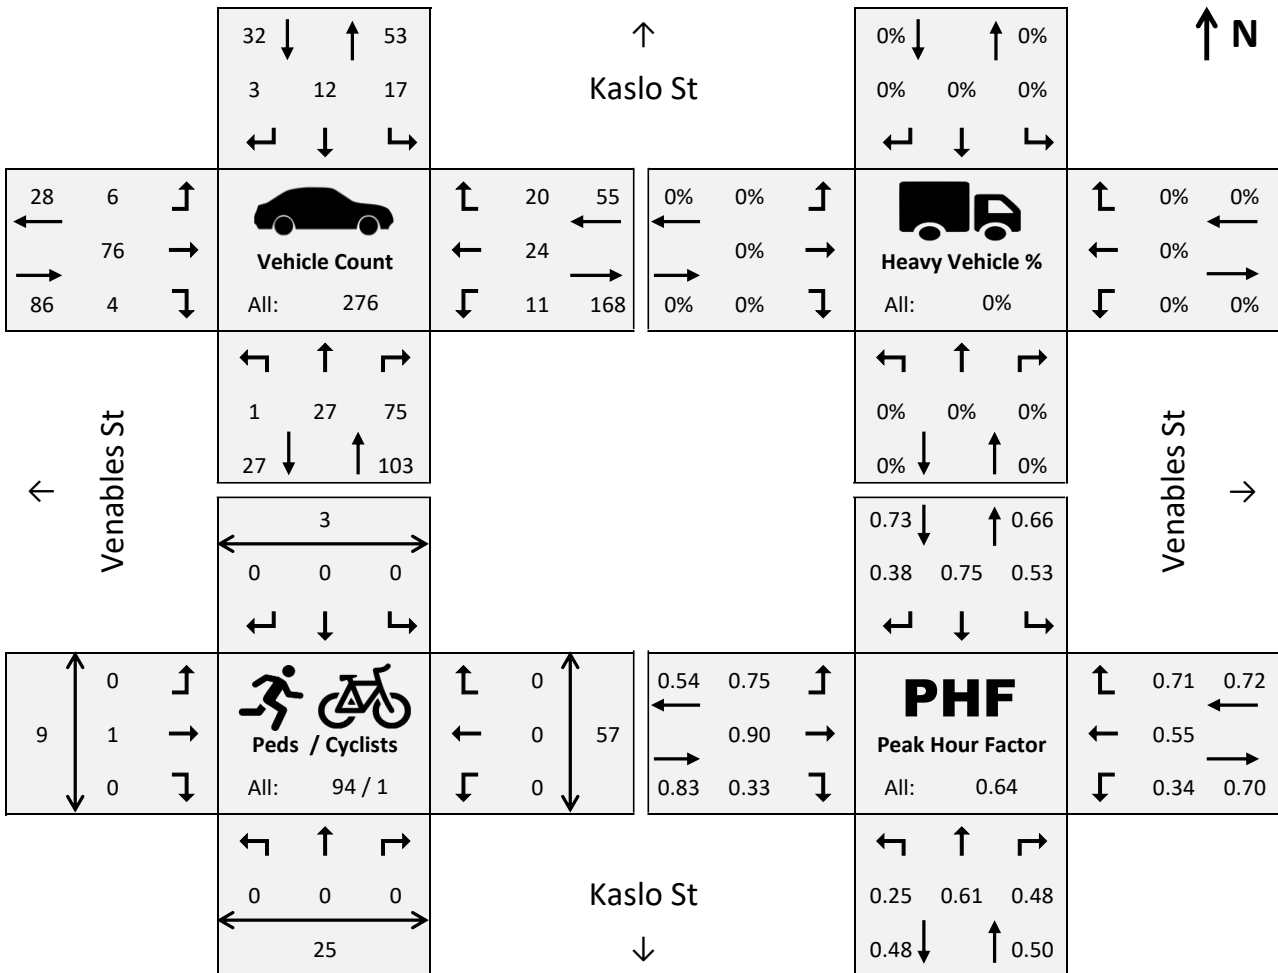 32 53 0% 0% N
Kaslo St
3 12 17 0% 0% 0%
28 6 20 55 0% 0% 0% 0%
76 24 0% 0%
Vehicle Count Heavy Vehicle %
86 4 All: 276 11 168 0% 0% All: 0% 0% 0%
1 27 75 0% 0% 0%
27 103 0% 0%
Venables St
Venables St
3 0.73 0.66
0 0 0 0.38 0.75 0.53
0 0 0.54 0.75 PHF 0.71 0.72
9 1 0 57 0.90 0.55
Peds / Cyclists Peak Hour Factor
0 All: 94 / 1 0 0.83 0.33 All: 0.64 0.34 0.70
0 0 0 Kaslo St 0.25 0.61 0.48
25 0.48 0.50